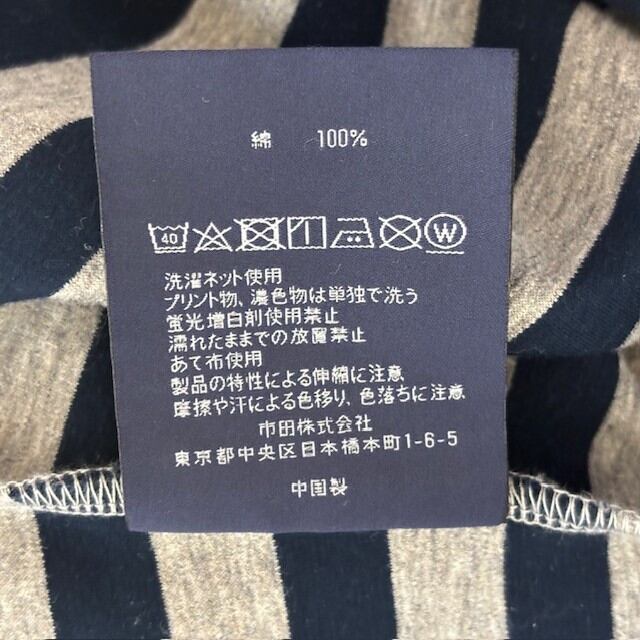 綿 100%
40 W
洗濯ネット使用
プリント物、濃色物は単独で洗う
蛍光増白剤使用禁止
濡れたままでの放置禁止
あて布使用
製品の特性による伸縮に注意
摩擦や汗による色移り、色落ちに注意
市田株式会社
東京都中央区日本橋本町1-6-5
中国製